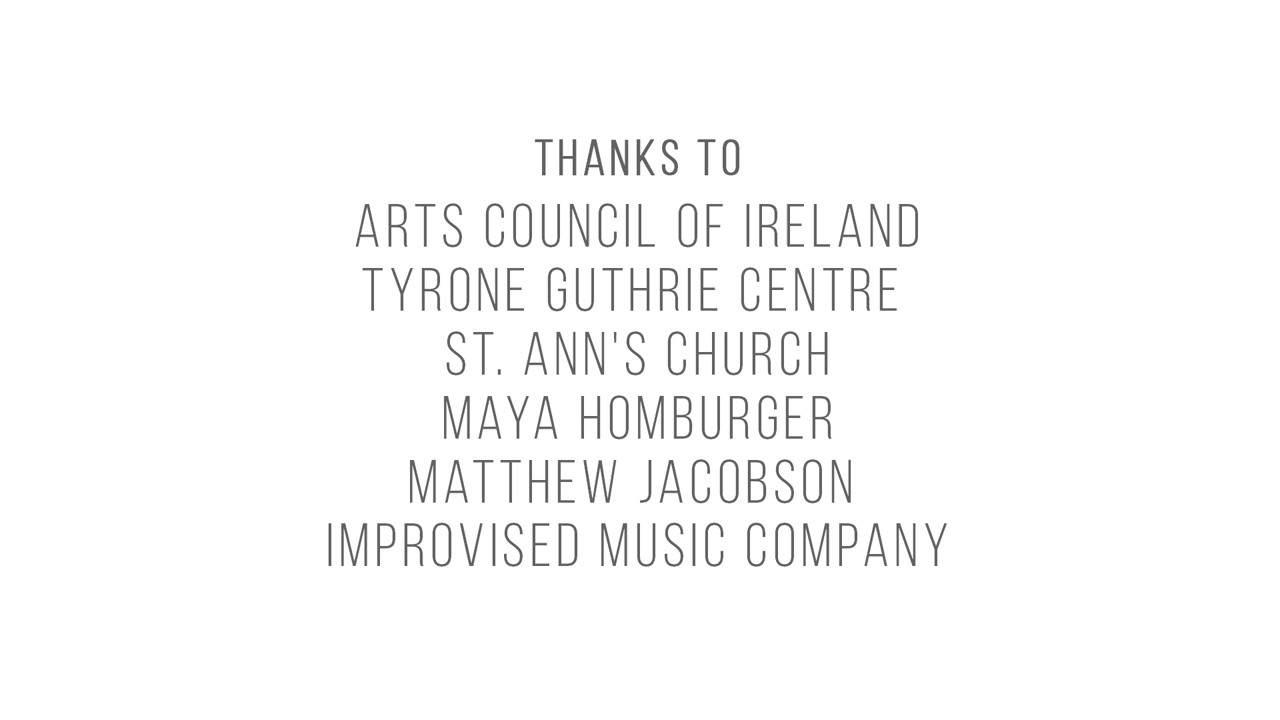 THANKS TO
ARTS COUNCIL OF IRELAND
TYRONE GUTHRIE CENTRE
ST. ANN'S CHURCH
MAYA HOMBURGER
MATTHEW JACOBSON
IMPROVISED MUSIC COMPANY